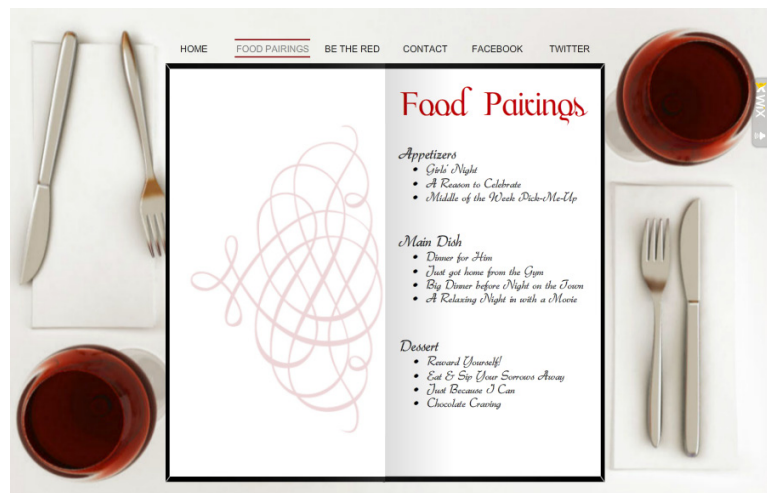 HOME FOOD PAIRINGS BE THE RED CONTACT FACEBOOK TWITTER
Food Pairings
Appetizers
• Girls' Night
• A Reason to Celebrate
• Middle of the Week Pick-Me-Up
Main Dish
• Dinner for Him
• Just got home from the Gym
• Big Dinner before Night on the Town
• A Relaxing Night in with a Movie
Dessert
• Reward Yourself!
• Eat & Sip Your Sorrows Away
• Just Because I Can
• Chocolate Craving
WiX